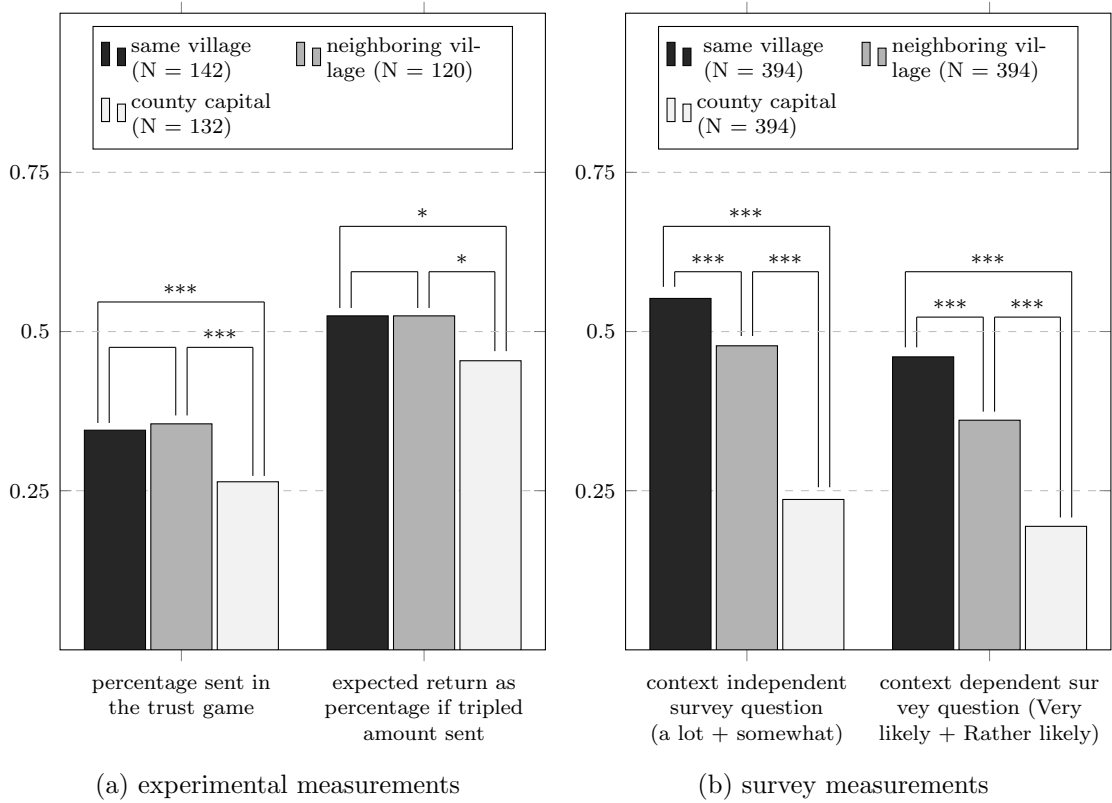 same village
(N = 142)
neighboring vil-
lage (N = 120)
county capital
(N = 132)
0.75
0.5
0.25
***
***
*
*
percentage sent in
the trust game
expected return as
percentage if tripled
amount sent
(a) experimental measurements
same village
(N = 394)
neighboring vil-
lage (N = 394)
county capital
(N = 394)
0.75
0.5
0.25
***
***
***
***
***
***
context independent
survey question
(a lot + somewhat)
context dependent sur
vey question (Very
likely + Rather likely)
(b) survey measurements